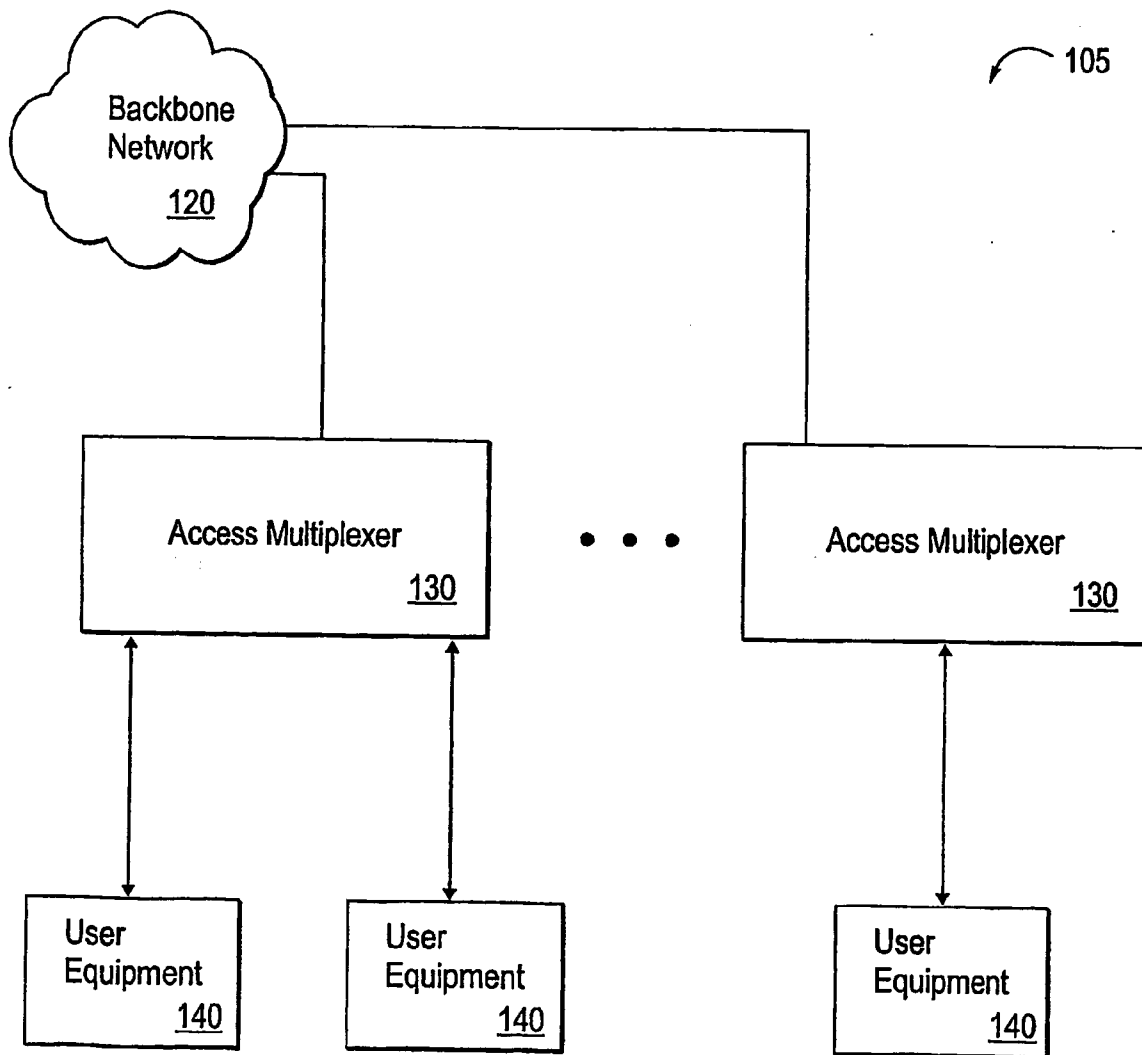 105
Backbone
Network
120
Access Multiplexer
130
Access Multiplexer
130
User
Equipment
140
User
Equipment
140
User
Equipment
140